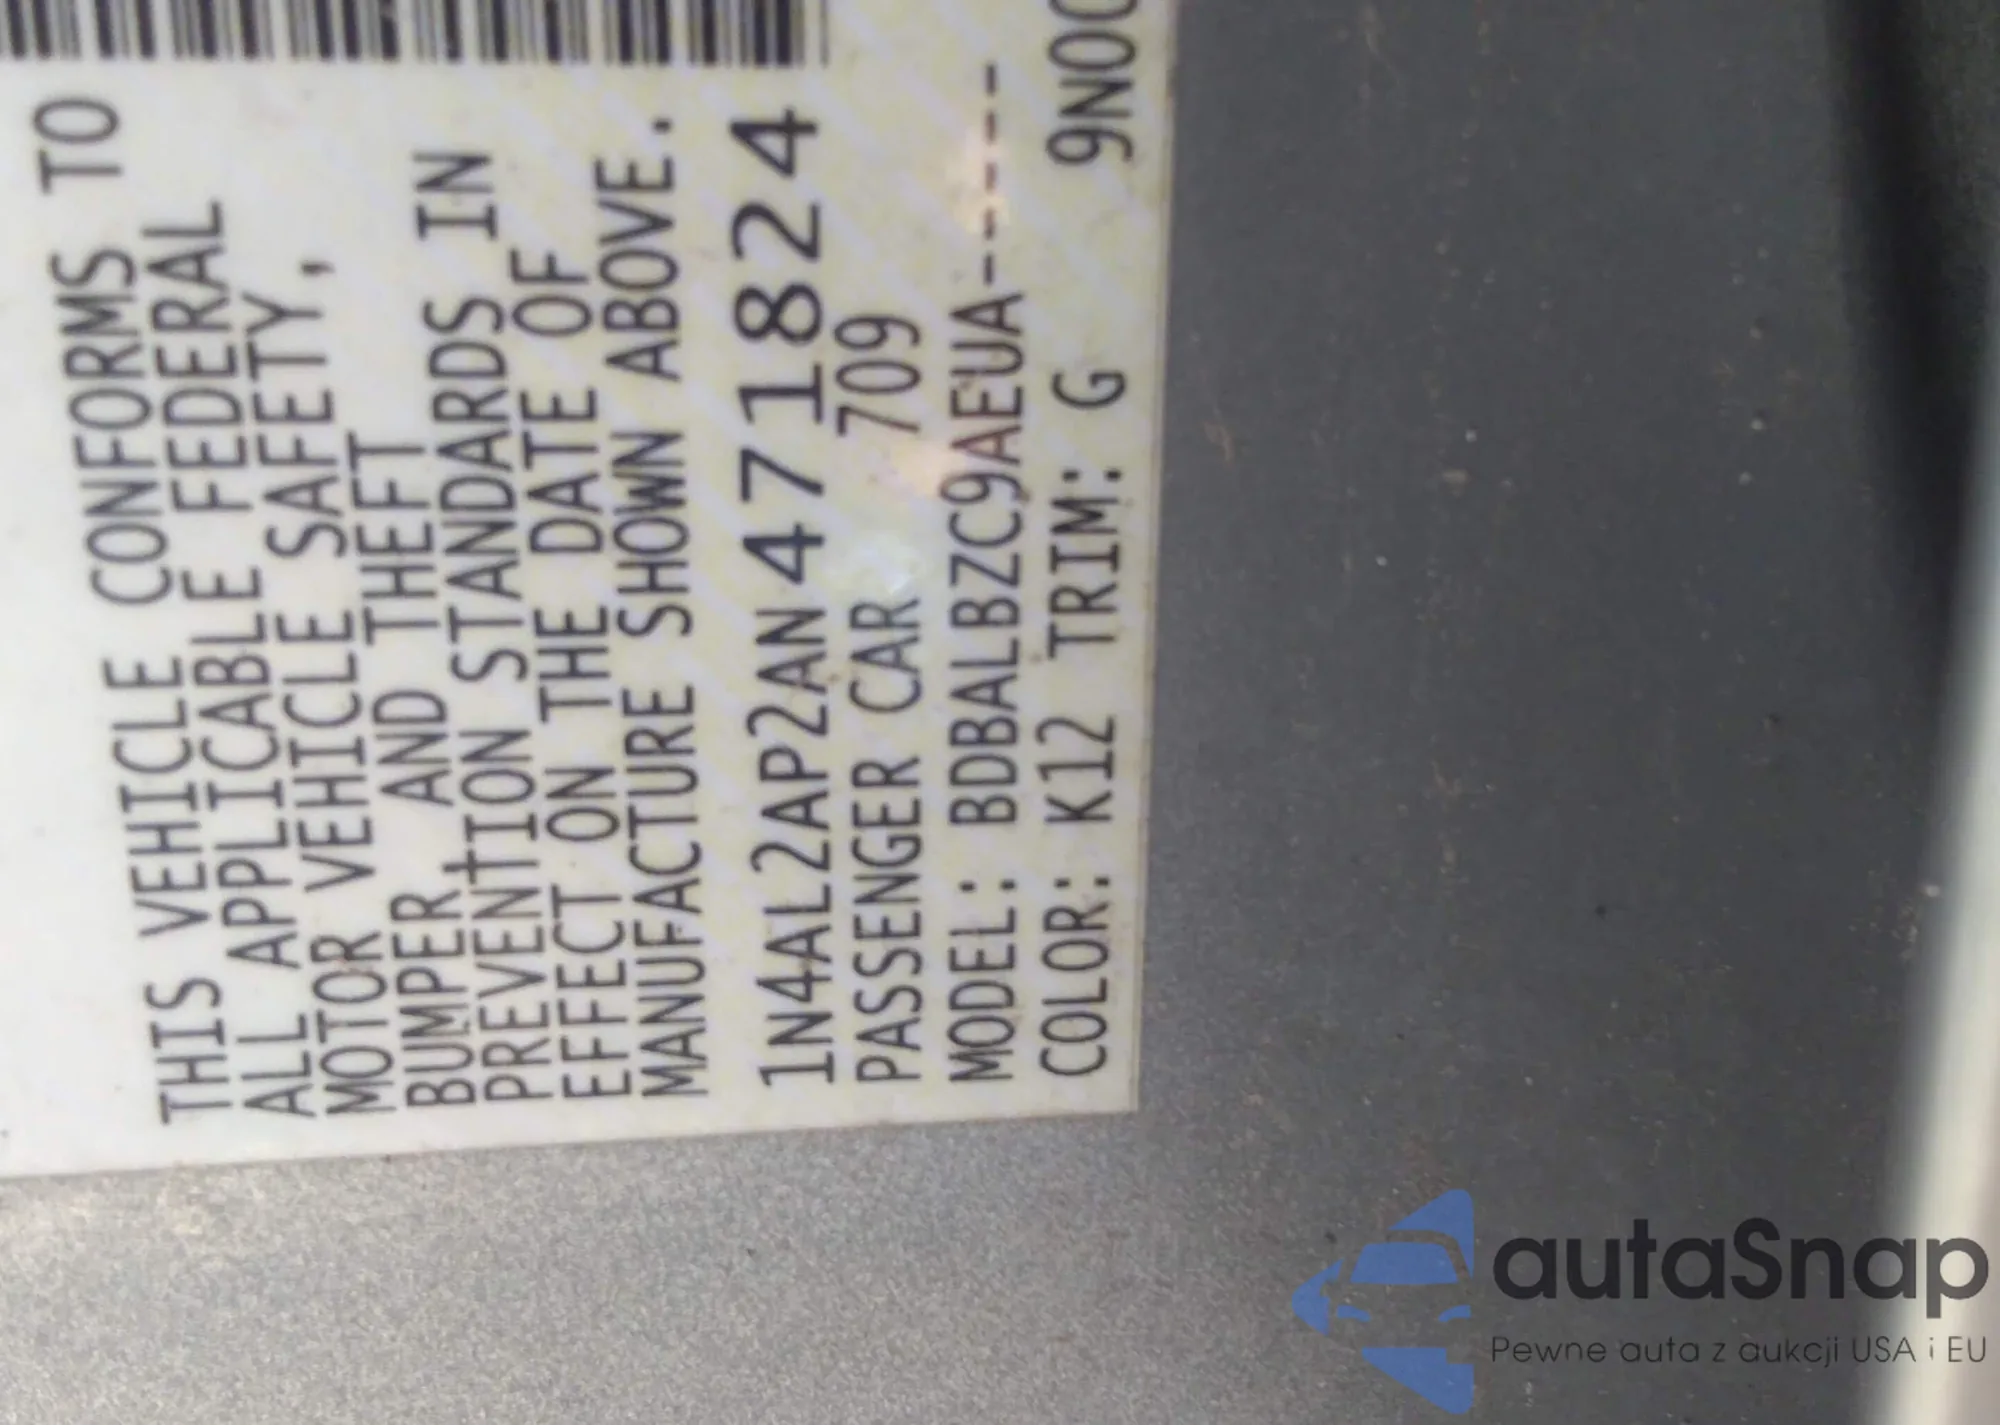 THIS VEHICLE CONFORMS TO
ALL APPLICABLE FEDERAL
MOTOR VEHICLE SAFETY,
BUMPER AND THEFT
PREVENTION STANDARDS IN
EFFECT ON THE DATE OF
MANUFACTURE SHOWN ABOVE.
1N4AL2AP2AN471824
PASSENGER CAR 709
MODEL: BDBALBZC9AEUA------
COLOR: K12 TRIM: G 9N00
autaSnap
Pewne auta z aukcji USA i EU